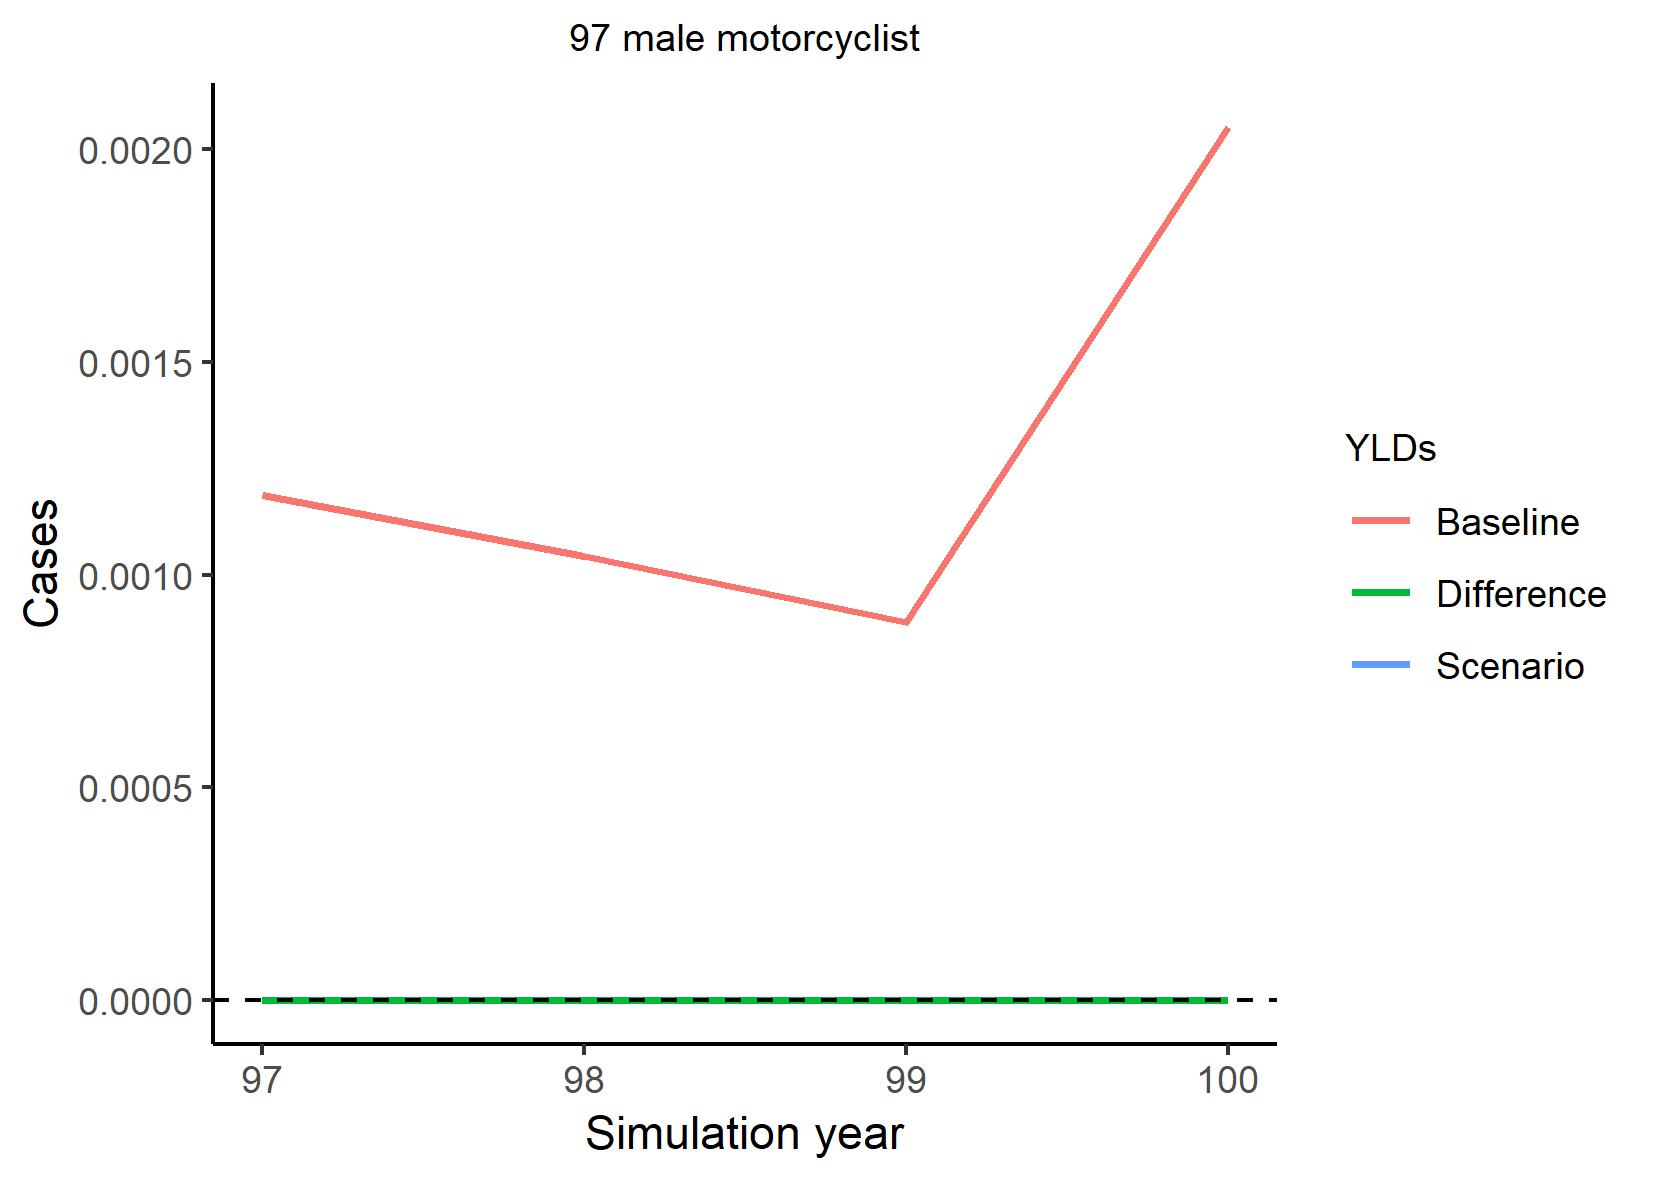 97 male motorcyclist
0.0020
0.0015
0.0010
0.0005
0.0000
Cases
97 98 99 100
Simulation year
YLDs
Baseline
Difference
Scenario